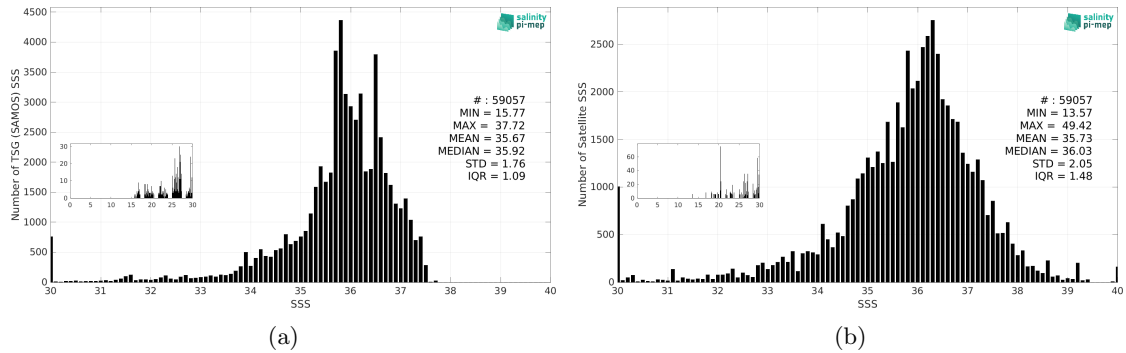 salinity
pi-mep
Number of TSG (SAMOS) SSS
4500
4000
3500
3000
2500
2000
1500
1000
500
0
# : 59057
MIN = 15.77
MAX = 37.72
MEAN = 35.67
MEDIAN = 35.92
STD = 1.76
IQR = 1.09
30
20
10
0
0 5 10 15 20 25 30
30 31 32 33 34 35 36 37 38 39 40
SSS
(a)
salinity
pi-mep
Number of Satellite SSS
2500
2000
1500
1000
500
0
# : 59057
MIN = 13.57
MAX = 49.42
MEAN = 35.73
MEDIAN = 36.03
STD = 2.05
IQR = 1.48
60
40
20
0
0 5 10 15 20 25 30
30 31 32 33 34 35 36 37 38 39 40
SSS
(b)